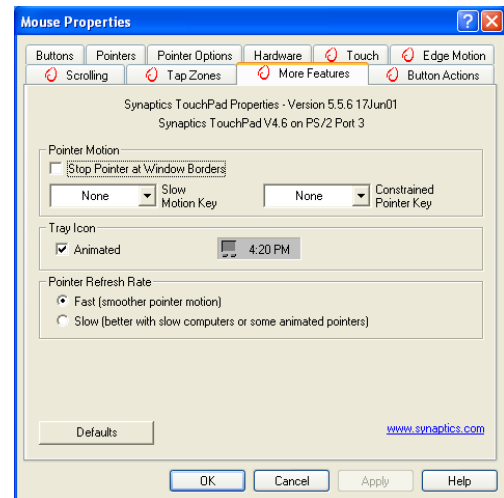 Mouse Properties
Buttons Pointers Pointer Options Hardware Touch Edge Motion
Scrolling Tap Zones More Features Button Actions
Synaptics TouchPad Properties - Version 5.5.6 17Jun01
Synaptics TouchPad V4.6 on PS/2 Port 3
Pointer Motion
Stop Pointer at Window Borders
None Slow Motion Key None Constrained Pointer Key
Tray Icon
Animated 4:20 PM
Pointer Refresh Rate
Fast (smoother pointer motion)
Slow (better with slow computers or some animated pointers)
Defaults www.synaptics.com
OK Cancel Apply Help